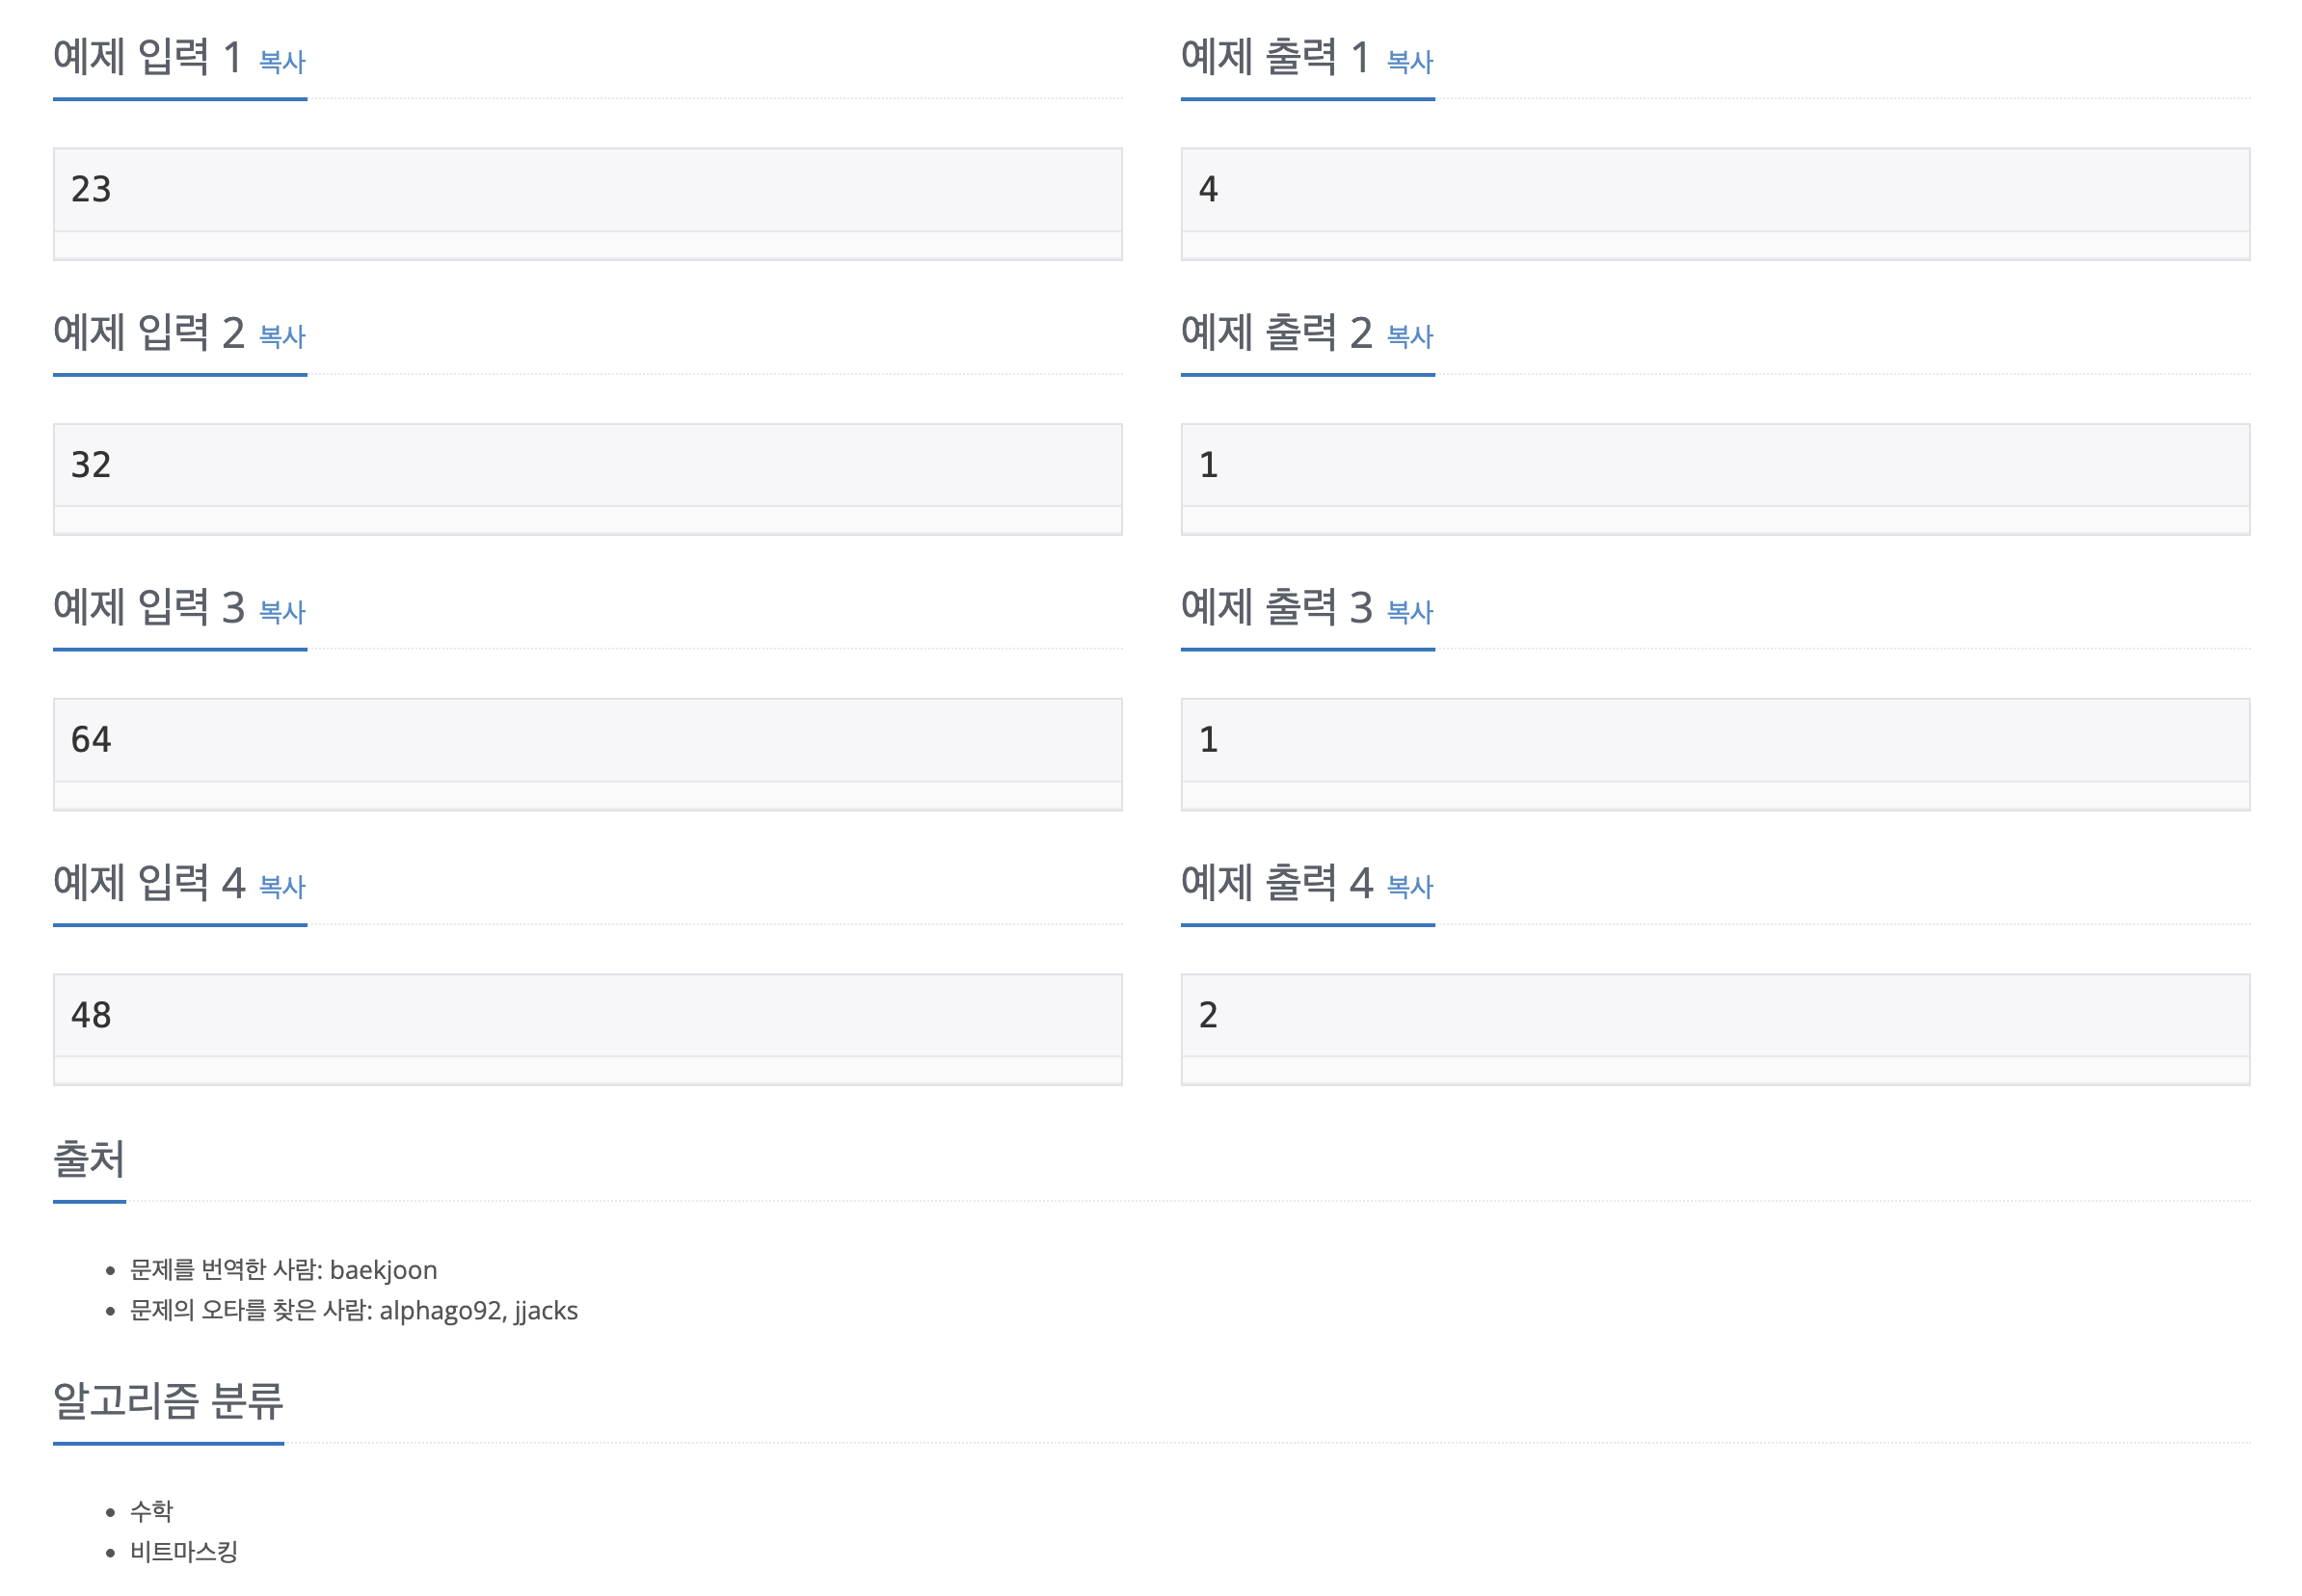 예제 입력 1 복사
예제 출력 1 복사
23
4
예제 입력 2 복사
예제 출력 2 복사
32
1
예제 입력 3 복사
예제 출력 3 복사
64
1
예제 입력 4 복사
예제 출력 4 복사
48
2
출처
문제를 번역한 사람: baekjoon
문제의 오타를 찾은 사람: alphago92, jjacks
알고리즘 분류
수학
비트마스킹